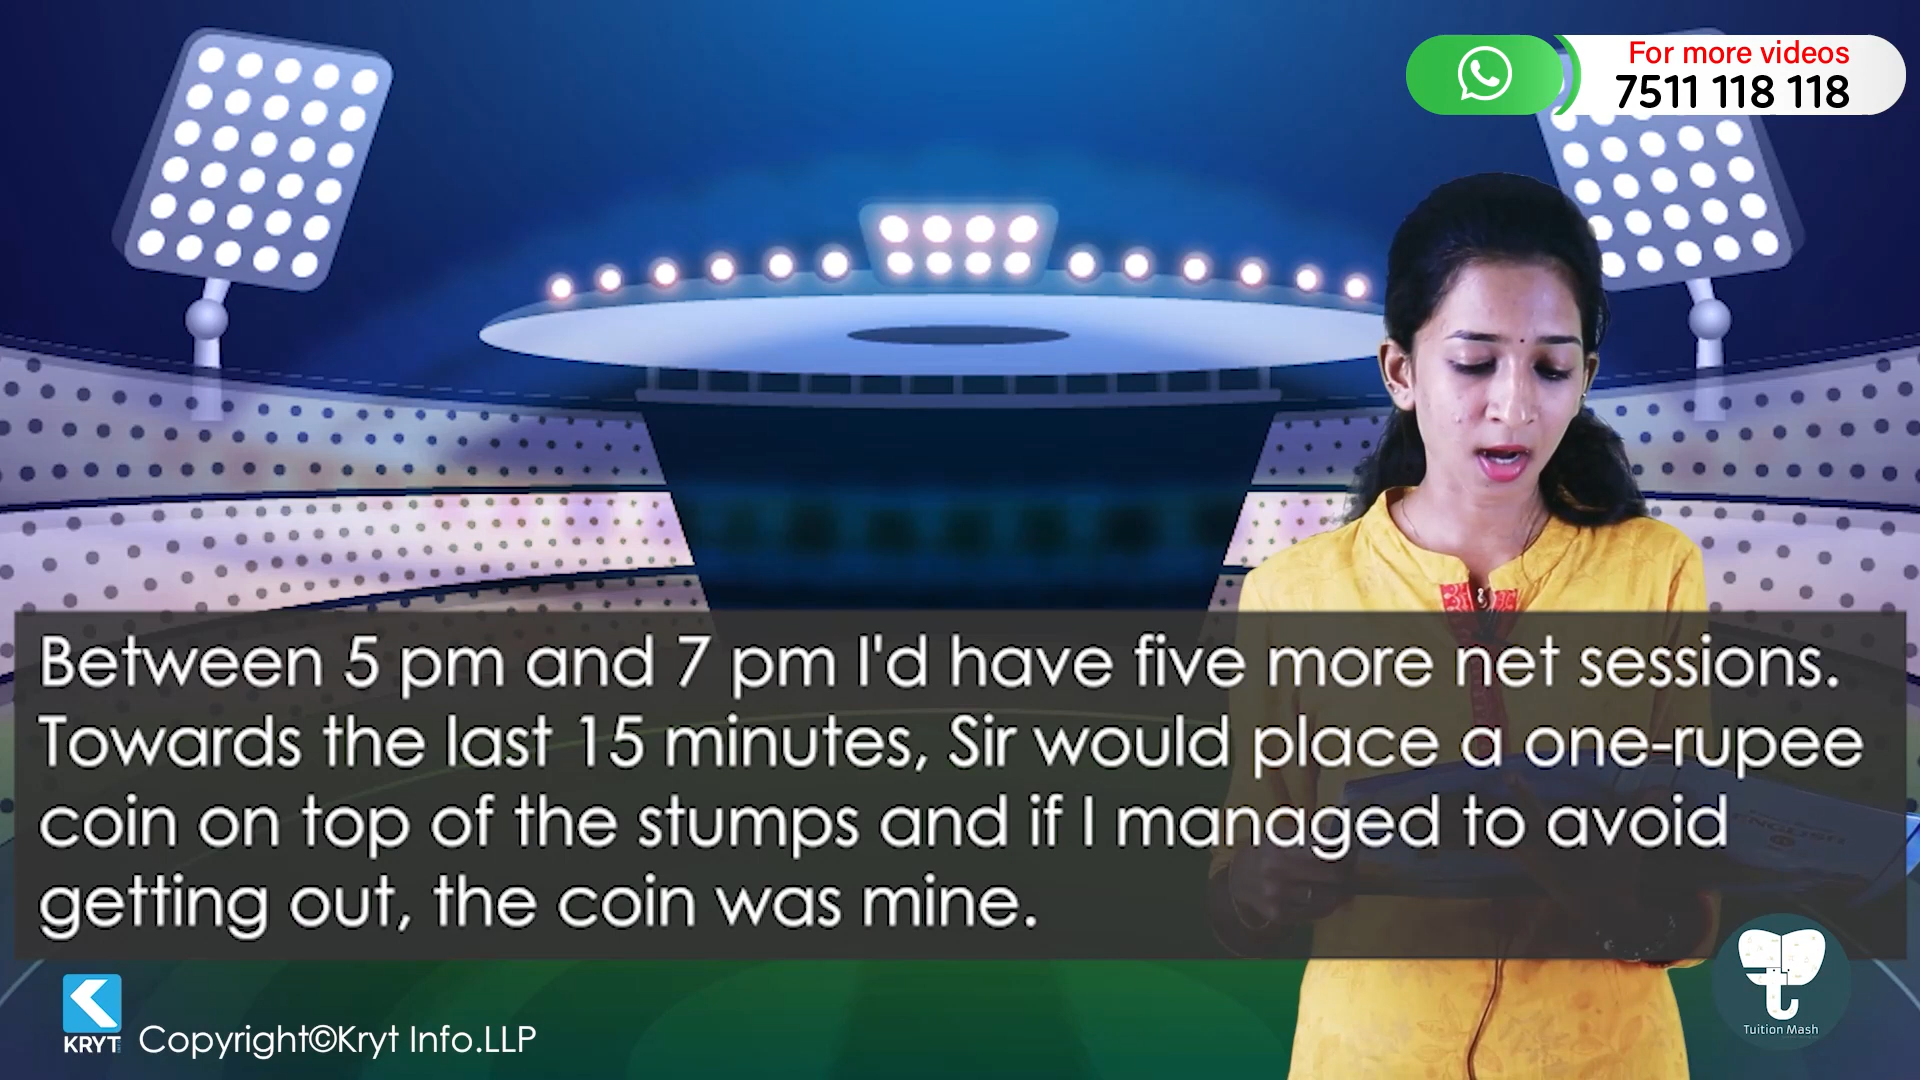 For more videos
7511 118 118
Between 5 pm and 7 pm I'd have five more net sessions.
Towards the last 15 minutes, Sir would place a one-rupee
coin on top of the stumps and if I managed to avoid
getting out, the coin was mine.
ENGLISH
KRYT
Copyright©Kryt Info.LLP
Tuition Mash